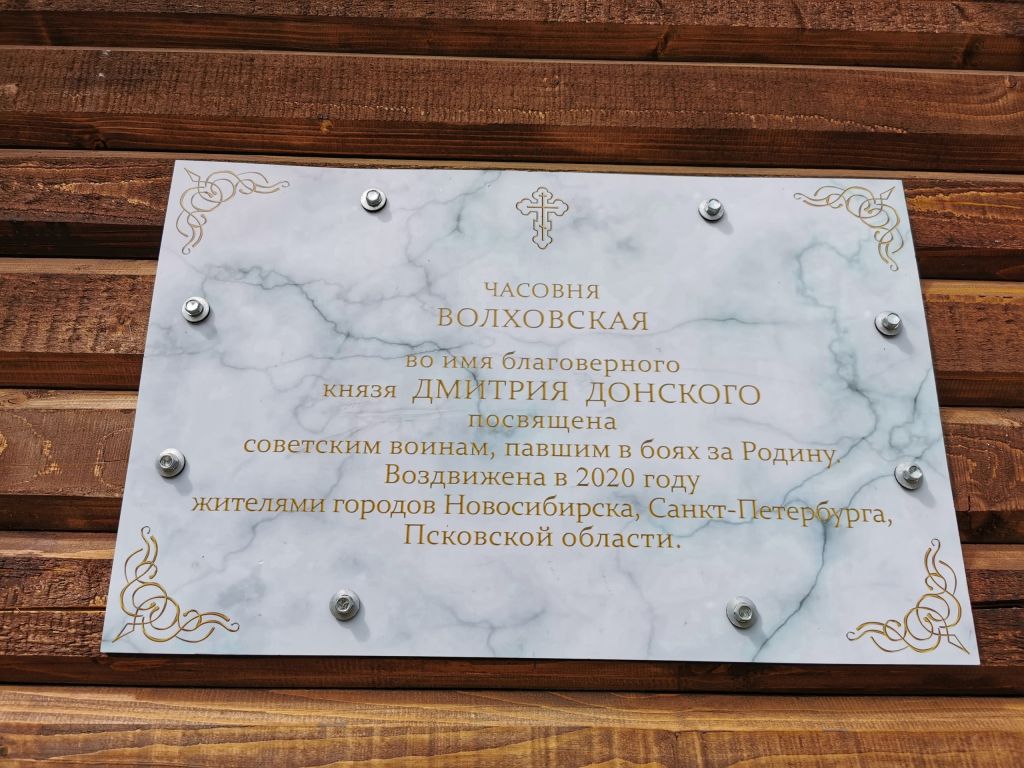 ЧАСОВНЯ
ВОЛХОВСКАЯ
во имя благоверного
князя ДМИТРИЯ ДОНСКОГО
посвящена
советским воинам, павшим в боях за Родину.
Воздвижена в 2020 году
жителями городов Новосибирска, Санкт-Петербурга,
Псковской области.